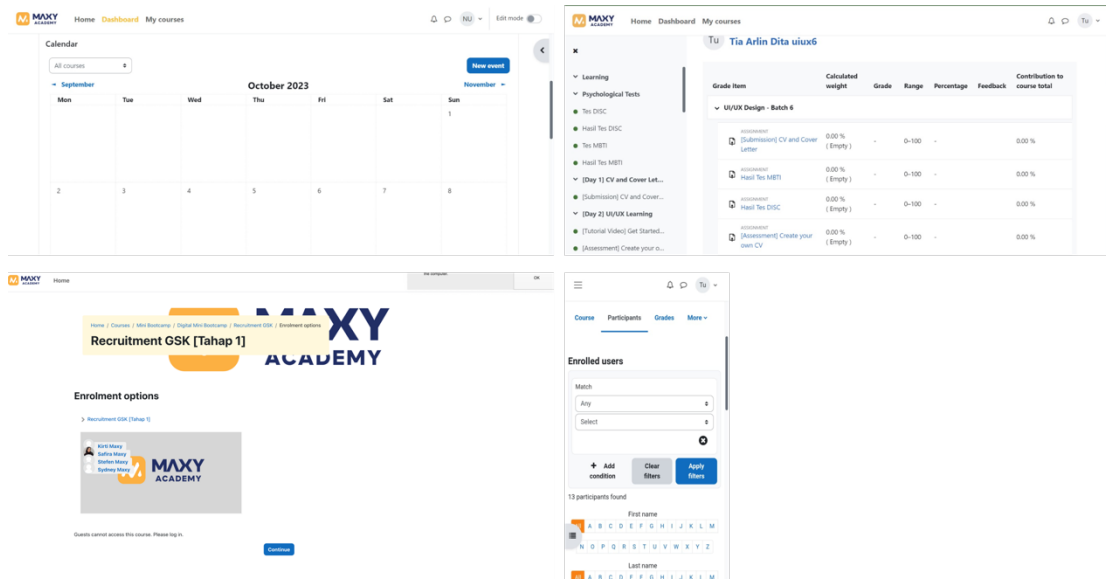 MAXY
ACADEMY
Home Dashboard My courses
NU
Edit mode
Calendar
All courses
New event
September
October 2023
November
Mon Tue Wed Thu Fri Sat Sun
1
2 3 4 5 6 7 8
MAXY
ACADEMY
Home Dashboard My courses
Tu
Tu Tia Arlin Dita uiux6
Learning
Psychological Tests
Tes DISC
Hasil Tes DISC
Tes MBTI
Hasil Tes MBTI
[Day 1] CV and Cover Let...
[Submission] CV and Cover...
[Day 2] UI/UX Learning
[Tutorial Video] Get Started...
[Assessment] Create your o...
Grade item Calculated weight Grade Range Percentage Feedback Contribution to course total
UI/UX Design - Batch 6
ASSIGNMENT
[Submission] CV and Cover Letter
0.00 %
( Empty )
- 0–100 - 0.00 %
ASSIGNMENT
Hasil Tes MBTI
0.00 %
( Empty )
- 0–100 - 0.00 %
ASSIGNMENT
Hasil Tes DISC
0.00 %
( Empty )
- 0–100 - 0.00 %
ASSIGNMENT
[Assessment] Create your own CV
0.00 %
( Empty )
- 0–100 - 0.00 %
MAXY
ACADEMY
Home
OK
Home / Courses / Mini Bootcamp / Digital Mini Bootcamp / Recruitment GSK / Enrolment options
Recruitment GSK [Tahap 1]
ACADEMY
Enrolment options
Recruitment GSK [Tahap 1]
Kirti Maxy
Safira Maxy
Stefen Maxy
Sydney Maxy
MAXY
ACADEMY
Guests cannot access this course. Please log in.
Continue
Tu
Course Participants Grades More
Enrolled users
Match
Any
Select
+ Add condition
Clear filters
Apply filters
13 participants found
First name
A B C D E F G H I J K L M
N O P Q R S T U V W X Y Z
Last name
A B C D E F G H I J K L M